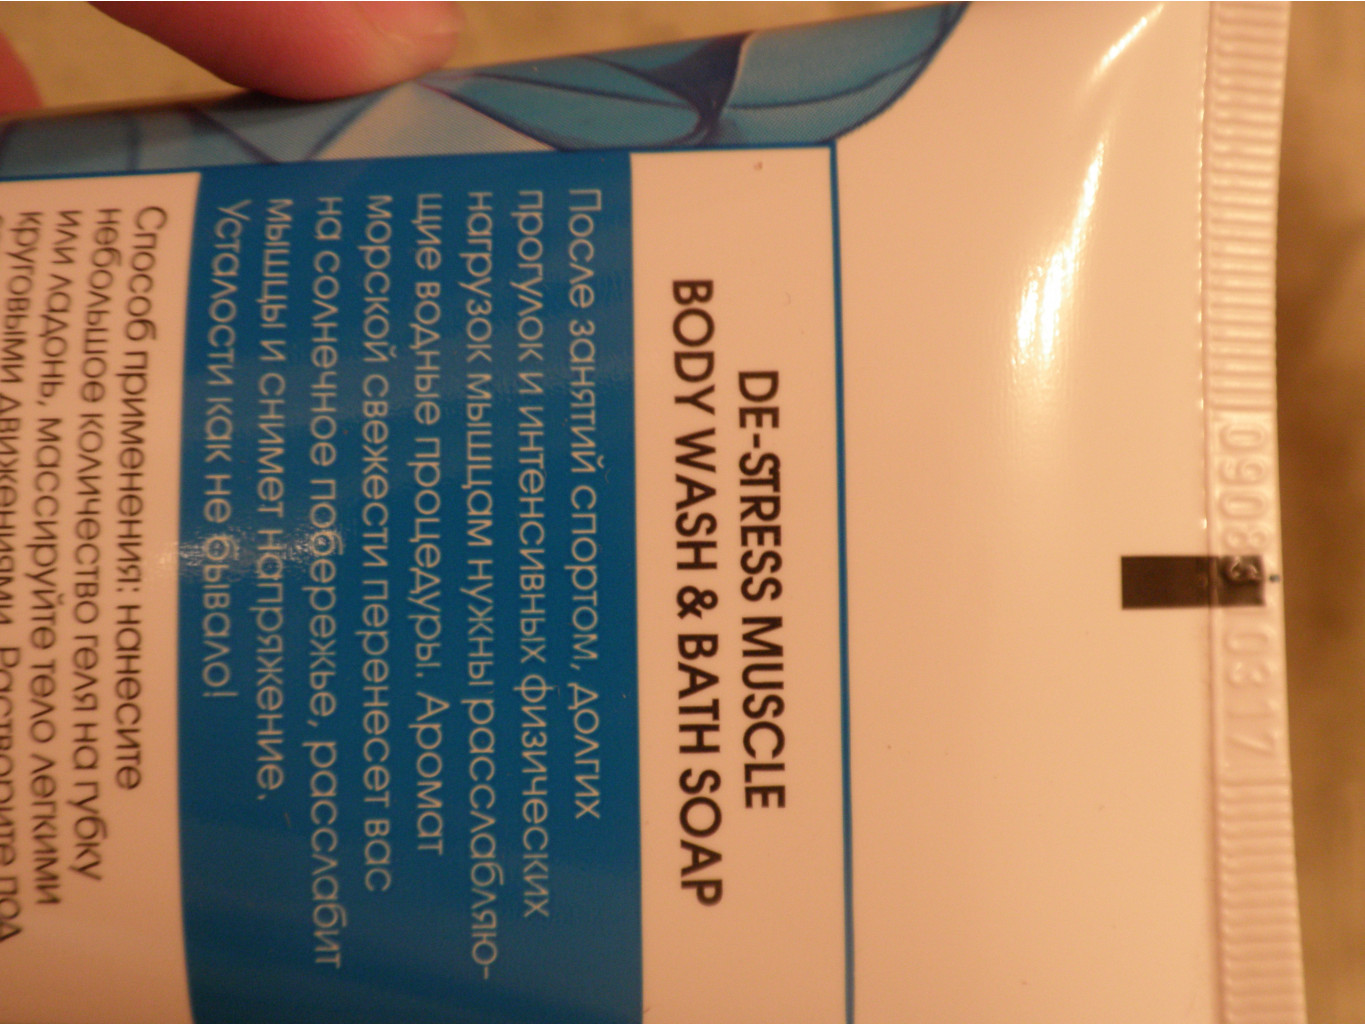 DE-STRESS MUSCLE
BODY WASH & BATH SOAP
После занятий спортом, долгих
прогулок и интенсивных физических
нагрузок мышцам нужны расслабляю-
щие водные процедуры. Аромат
морской свежести перенесет вас
на солнечное побережье, расслабит
мышцы и снимет напряжение.
Усталости как не бывало!
Способ применения: нанесите
небольшое количество геля на губку
или ладонь, массируйте тело легкими
круговыми движениями. Растворите под
03 17